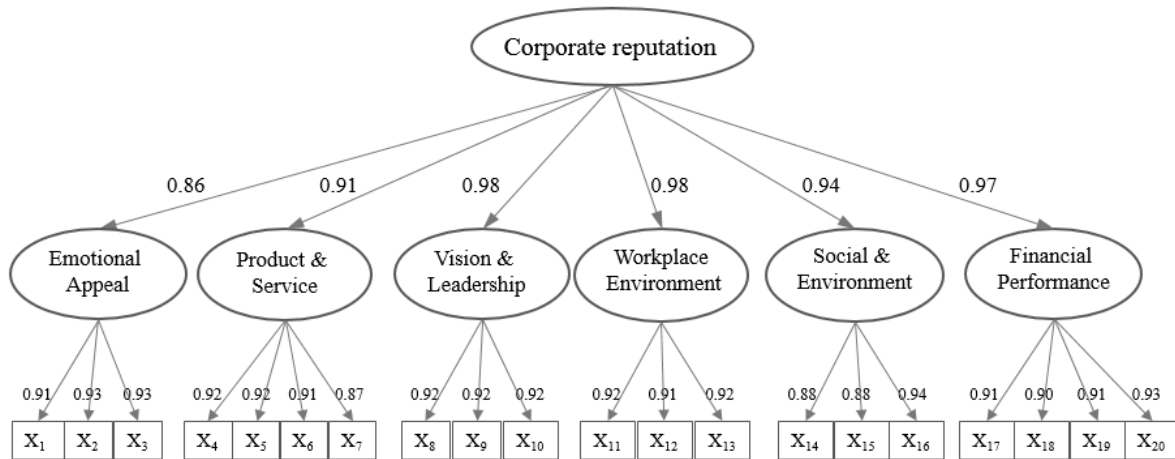 Corporate reputation
0.86 0.91 0.98 0.98 0.94 0.97
Emotional Appeal
Product & Service
Vision & Leadership
Workplace Environment
Social & Environment
Financial Performance
0.91 0.93 0.93 0.92 0.92 0.91 0.87 0.92 0.92 0.92 0.92 0.91 0.92 0.88 0.88 0.94 0.91 0.90 0.91 0.93
X₁ X₂ X₃ X₄ X₅ X₆ X₇ X₈ X₉ X₁₀ X₁₁ X₁₂ X₁₃ X₁₄ X₁₅ X₁₆ X₁₇ X₁₈ X₁₉ X₂₀